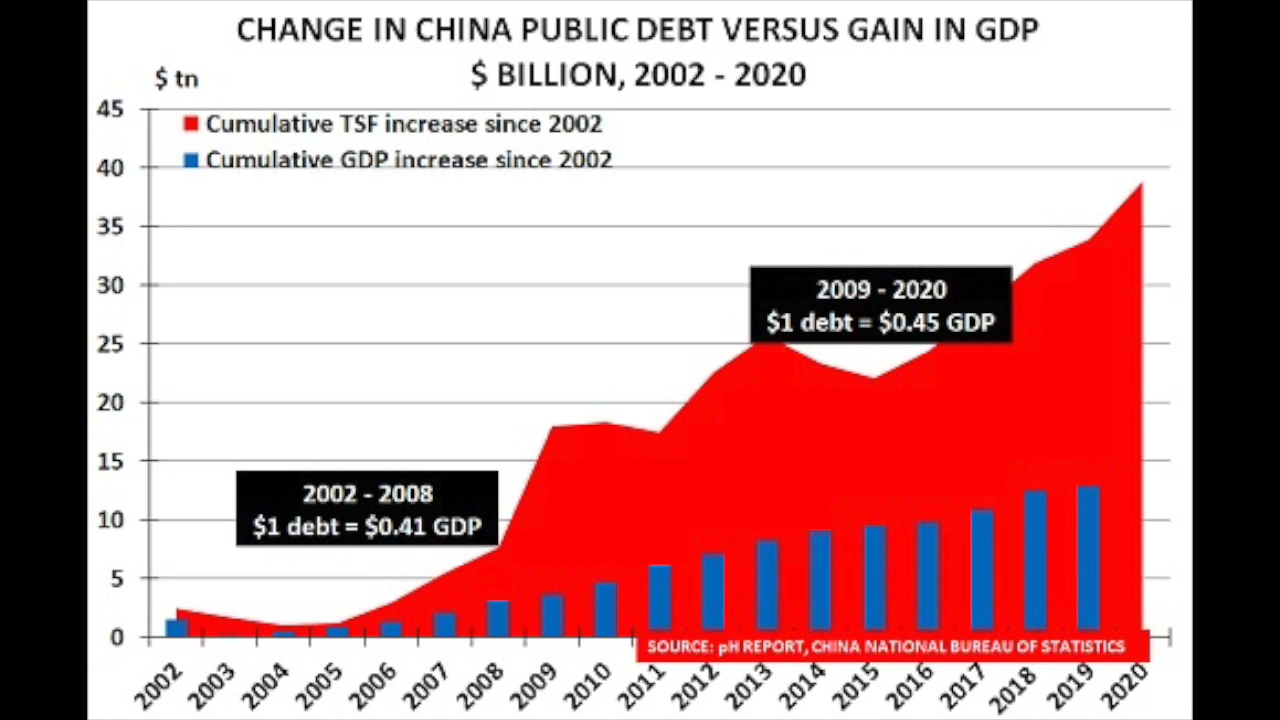 CHANGE IN CHINA PUBLIC DEBT VERSUS GAIN IN GDP
$ BILLION, 2002 - 2020
$ tn
45
40
35
30
25
20
15
10
5
0
Cumulative TSF increase since 2002
Cumulative GDP increase since 2002
2009 - 2020
$1 debt = $0.45 GDP
2002 - 2008
$1 debt = $0.41 GDP
SOURCE: pH REPORT, CHINA NATIONAL BUREAU OF STATISTICS
2002 2003 2004 2005 2006 2007 2008 2009 2010 2011 2012 2013 2014 2015 2016 2017 2018 2019 2020